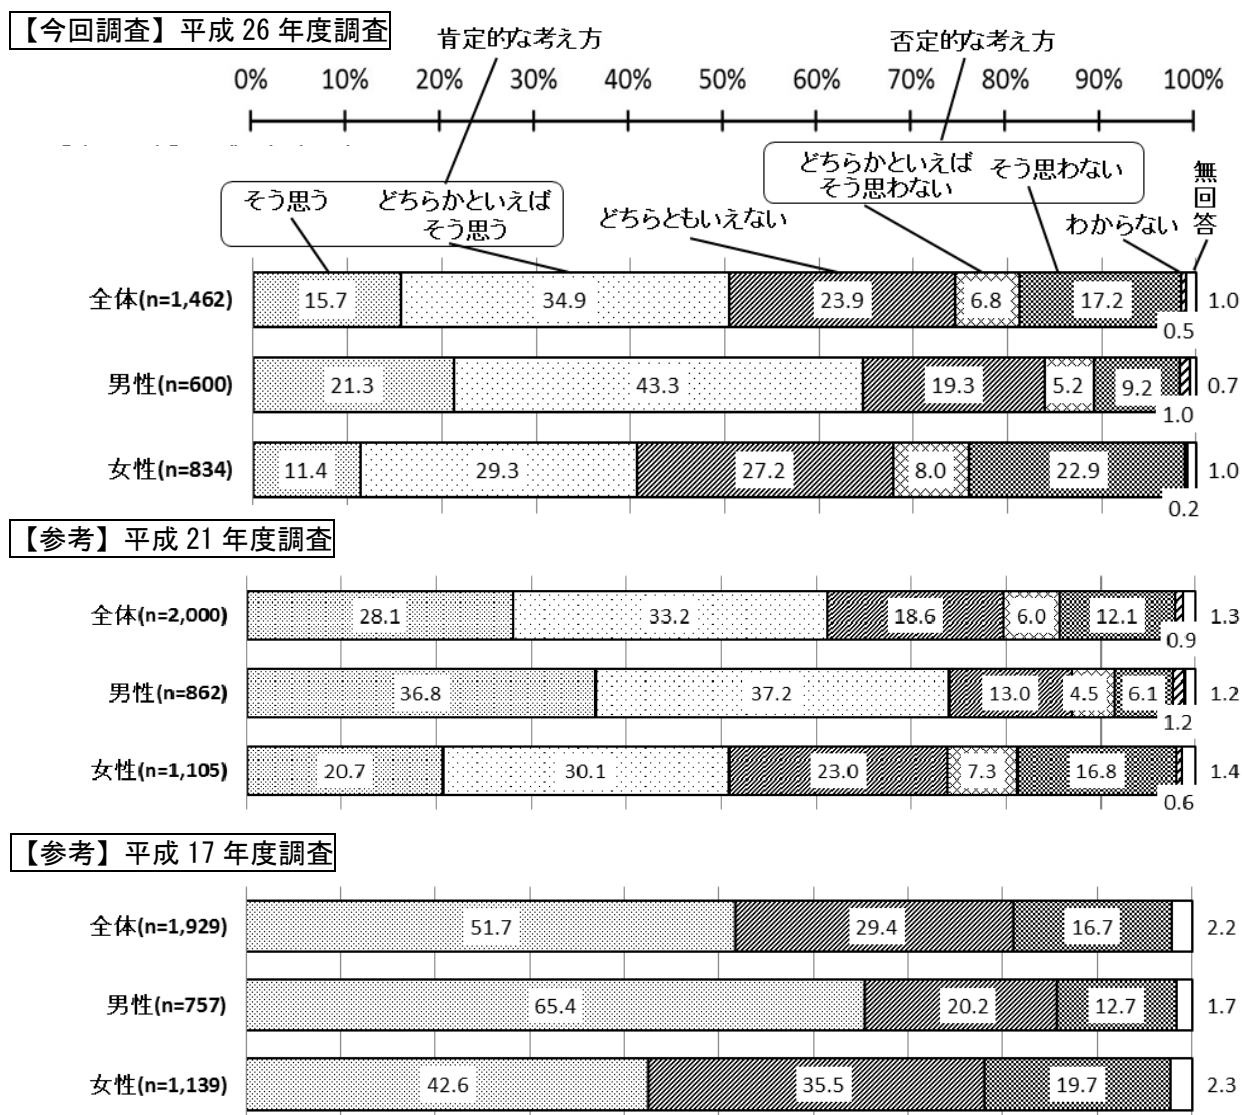 【今回調査】平成 26 年度調査
肯定的な考え方
否定的な考え方
0% 10% 20% 30% 40% 50% 60% 70% 80% 90% 100%
そう思う
どちらかといえば
そう思う
どちらともいえない
どちらかといえば
そう思わない
そう思わない
わからない
無回答
全体(n=1,462) 15.7 34.9 23.9 6.8 17.2 1.0
0.5
男性(n=600) 21.3 43.3 19.3 5.2 9.2 0.7
1.0
女性(n=834) 11.4 29.3 27.2 8.0 22.9 1.0
0.2
【参考】平成 21 年度調査
全体(n=2,000) 28.1 33.2 18.6 6.0 12.1 1.3
0.9
男性(n=862) 36.8 37.2 13.0 4.5 6.1 1.2
1.2
女性(n=1,105) 20.7 30.1 23.0 7.3 16.8 1.4
0.6
【参考】平成 17 年度調査
全体(n=1,929) 51.7 29.4 16.7 2.2
男性(n=757) 65.4 20.2 12.7 1.7
女性(n=1,139) 42.6 35.5 19.7 2.3